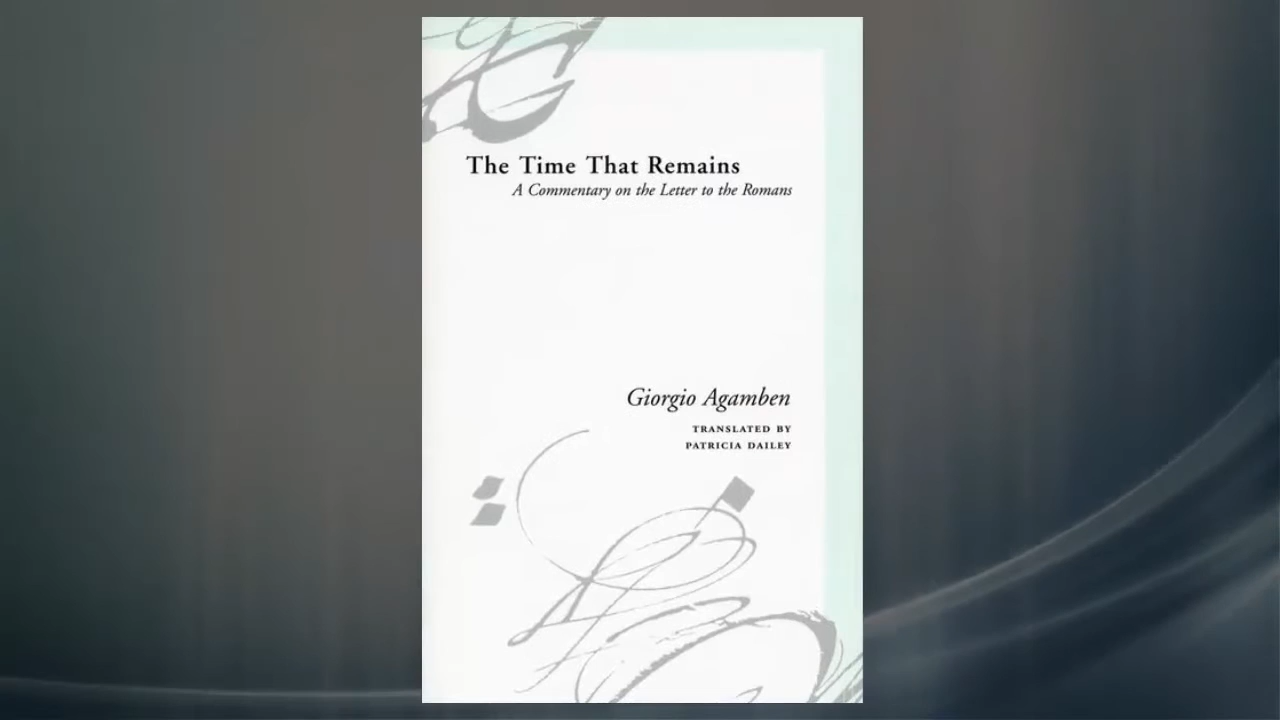 The Time That Remains
A Commentary on the Letter to the Romans
Giorgio Agamben
TRANSLATED BY
PATRICIA DAILEY